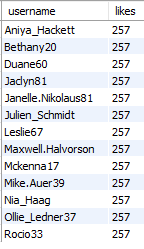 username likes
Aniya_Hackett 257
Bethany20 257
Duane60 257
Jaclyn81 257
Janelle.Nikolaus81 257
Julien_Schmidt 257
Leslie67 257
Maxwell.Halvorson 257
Mckenna17 257
Mike.Auer39 257
Nia_Haag 257
Ollie_Ledner37 257
Rocio33 257